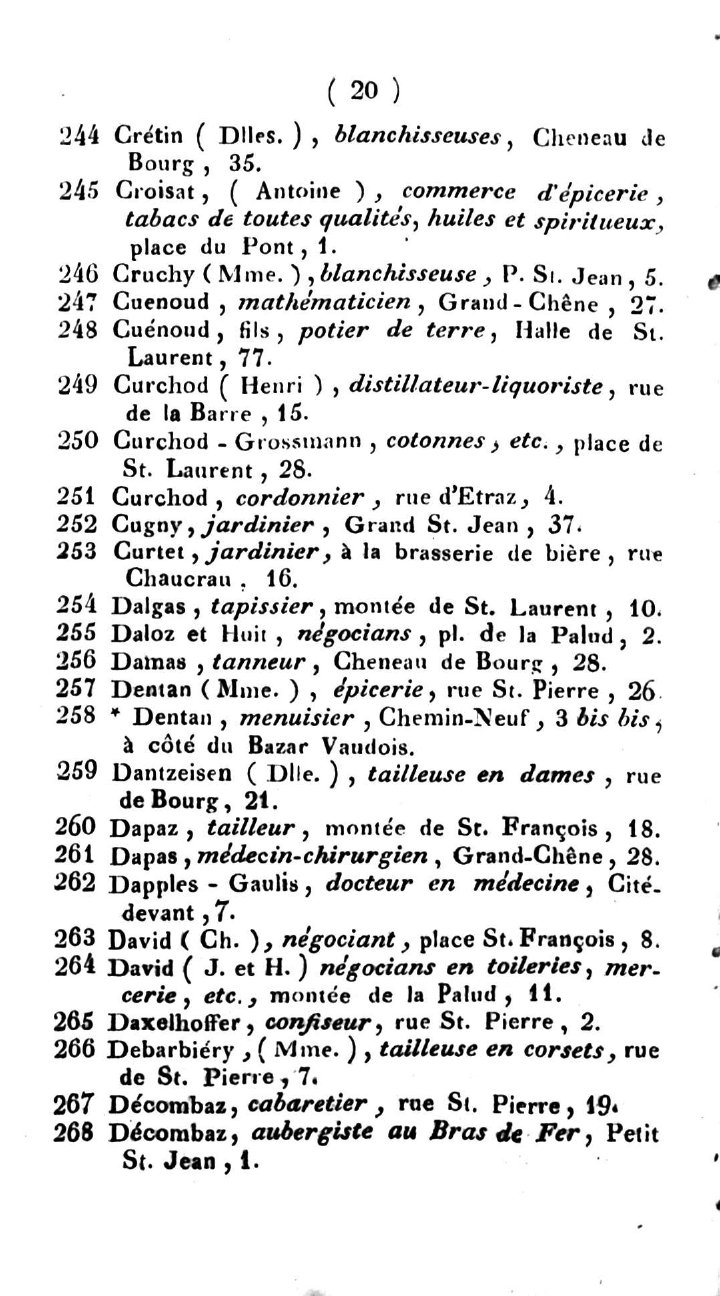 ( 20 )
244 Crétin ( Dlles. ) , blanchisseuses, Cheneau de
Bourg , 35.
245 Croisat, ( Antoine ) , commerce d'épicerie ,
tabacs de toutes qualités, huiles et spiritueux,
place du Pont , 1.
246 Cruchy ( Mme. ) , blanchisseuse , P. St. Jean , 5.
247 Cuenoud , mathématicien , Grand-Chêne , 27.
248 Cuénoud , fils , potier de terre, Halle de St.
Laurent , 77.
249 Curchod ( Henri ) , distillateur-liquoriste , rue
de la Barre , 15.
250 Curchod - Grossmann , cotonnes , etc. , place de
St. Laurent , 28.
251 Curchod , cordonnier , rue d'Etraz, 4.
252 Cugny, jardinier , Grand St. Jean , 37.
253 Curtet , jardinier, à la brasserie de bière , rue
Chaucrau . 16.
254 Dalgas , tapissier , montée de St. Laurent , 10.
255 Daloz et Huit , négocians , pl. de la Palud , 2.
256 Damas , tanneur , Cheneau de Bourg , 28.
257 Dentan ( Mme. ) , épicerie , rue St. Pierre , 26.
258 * Dentan , menuisier , Chemin-Neuf , 3 bis bis ,
à côté du Bazar Vaudois.
259 Dantzeisen ( Dlle. ) , tailleuse en dames , rue
de Bourg , 21.
260 Dapaz , tailleur , montée de St. François , 18.
261 Dapas , médecin-chirurgien , Grand-Chêne , 28.
262 Dapples - Gaulis , docteur en médecine , Cité-
devant , 7.
263 David ( Ch. ), négociant , place St. François , 8.
264 David ( J. et H. ) négocians en toileries, mer-
cerie , etc. , montée de la Palud , 11.
265 Daxelhoffer , confiseur , rue St. Pierre , 2.
266 Debarbiéry , ( Mme. ) , tailleuse en corsets , rue
de St. Pierre , 7.
267 Décombaz, cabaretier , rue St. Pierre , 19.
268 Décombaz, aubergiste au Bras de Fer, Petit
St. Jean , 1.